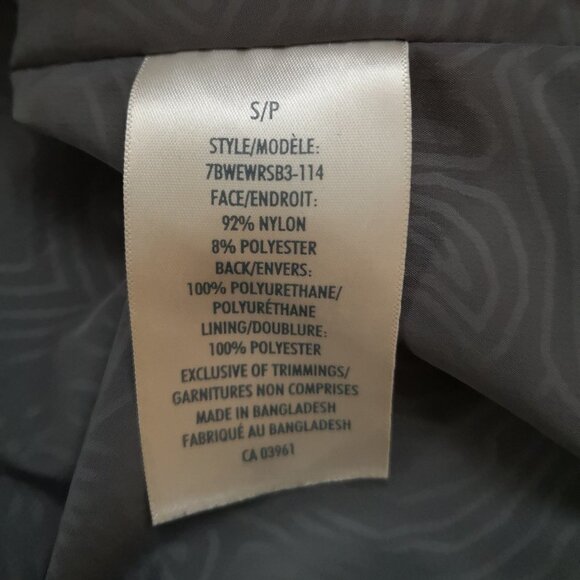 S/P
STYLE/MODÈLE:
7BWEWRSB3-114
FACE/ENDROIT:
92% NYLON
8% POLYESTER
BACK/ENVERS:
100% POLYURETHANE/
POLYURÉTHANE
LINING/DOUBLURE:
100% POLYESTER
EXCLUSIVE OF TRIMMINGS/
GARNITURES NON COMPRISES
MADE IN BANGLADESH
FABRIQUÉ AU BANGLADESH
CA 03961